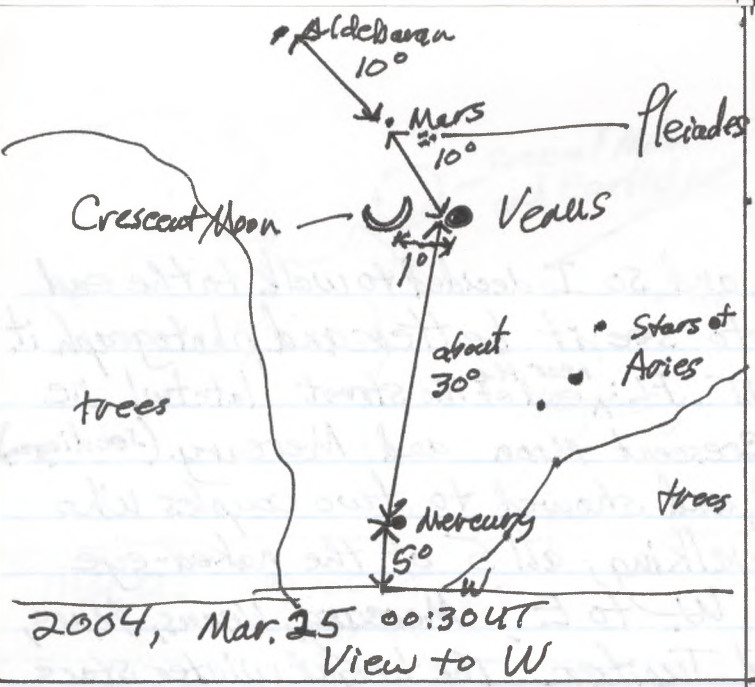 Aldebaran
10°
Mars
10°
Pleiades
Crescent Moon
Venus
1°
about
30°
Stars of
Aries
trees
trees
Mercury
5°
W
2004, Mar. 25 00:30UT
View to W